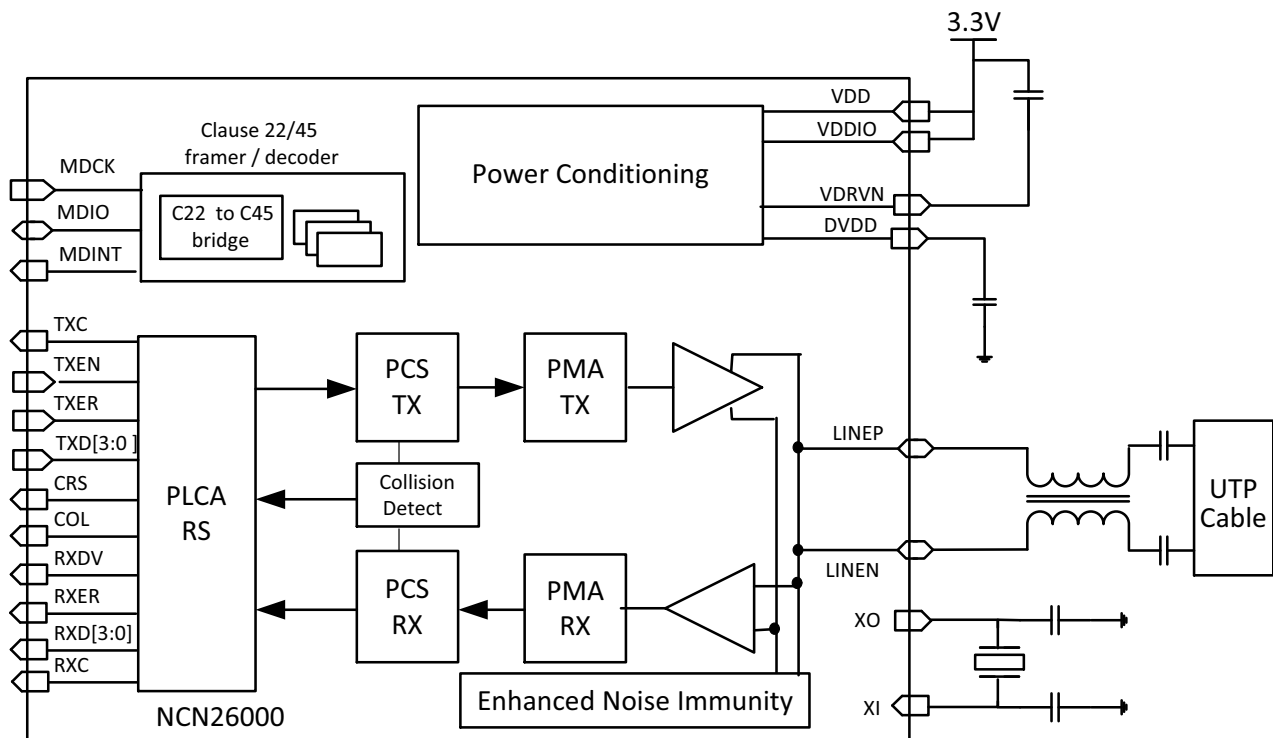 3.3V
VDD
VDDIO
VDRVN
DVDD
Power Conditioning
Clause 22/45
framer / decoder
C22 to C45
bridge
MDCK
MDIO
MDINT
TXC
TXEN
TXER
TXD[3:0 ]
CRS
COL
RXDV
RXER
RXD[3:0]
RXC
PLCA
RS
PCS
TX
PMA
TX
Collision
Detect
PCS
RX
PMA
RX
LINEP
LINEN
UTP
Cable
XO
XI
Enhanced Noise Immunity
NCN26000